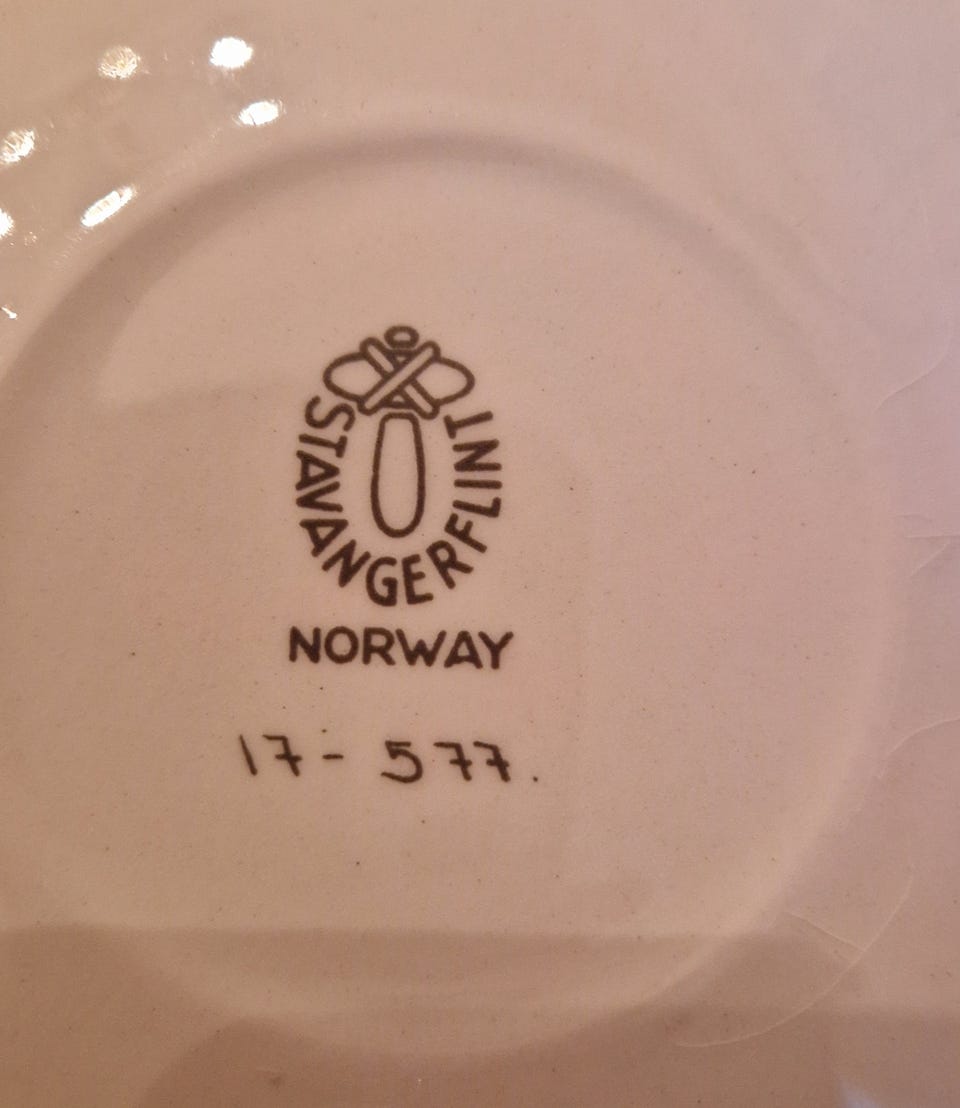 STAVANGERFLINT
NORWAY
17- 577.